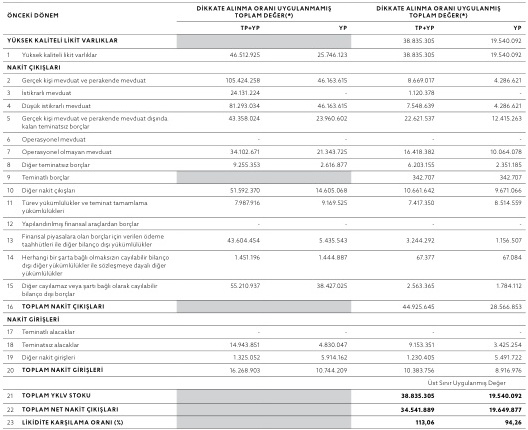 ÖNCEKİ DÖNEM DİKKATE ALINMA ORANI UYGULANMAMIŞ TOPLAM DEĞER(*) DİKKATE ALINMA ORANI UYGULANMIŞ TOPLAM DEĞER(*)
TP+YP YP TP+YP YP
YÜKSEK KALİTELİ LİKİT VARLIKLAR 38.835.305 19.540.092
1 Yüksek kaliteli likit varlıklar 46.512.925 25.746.123 38.835.305 19.540.092
NAKİT ÇIKIŞLARI
2 Gerçek kişi mevduat ve perakende mevduat 105.424.258 46.163.615 8.669.017 4.286.621
3 İstikrarlı mevduat 24.131.224 - 1.120.378 -
4 Düşük istikrarlı mevduat 81.293.034 46.163.615 7.548.639 4.286.621
5 Gerçek kişi mevduat ve perakende mevduat dışında kalan teminatsız borçlar 43.358.024 23.960.602 22.621.537 12.415.263
6 Operasyonel mevduat - - - -
7 Operasyonel olmayan mevduat 34.102.671 21.343.725 16.418.382 10.064.078
8 Diğer teminatsız borçlar 9.255.353 2.616.877 6.203.155 2.351.185
9 Teminatlı borçlar 342.707 342.707
10 Diğer nakit çıkışları 51.592.370 14.605.068 10.661.642 9.671.066
11 Türev yükümlülükler ve teminat tamamlama yükümlülükleri 7.987.916 9.169.525 7.417.350 8.514.559
12 Yapılandırılmış finansal araçlardan borçlar - - - -
13 Finansal piyasalara olan borçlar için verilen ödeme taahhütleri ile diğer bilanço dışı yükümlülükler 43.604.454 5.435.543 3.244.292 1.156.507
14 Herhangi bir şarta bağlı olmaksızın cayılabilir bilanço dışı diğer yükümlülükler ile sözleşmeye dayalı diğer yükümlülükler 1.451.196 1.444.887 67.377 67.084
15 Diğer cayılamaz veya şartı bağlı olarak cayılabilir bilanço dışı borçlar 55.210.937 38.427.025 2.563.365 1.784.112
16 TOPLAM NAKİT ÇIKIŞLARI 44.925.645 28.566.853
NAKİT GİRİŞLERİ
17 Teminatlı alacaklar - - - -
18 Teminatsız alacaklar 14.943.851 4.830.047 9.153.351 3.425.254
19 Diğer nakit girişleri 1.325.052 5.914.162 1.230.405 5.491.722
20 TOPLAM NAKİT GİRİŞLERİ 16.268.903 10.744.209 10.383.756 8.916.976
Üst Sınır Uygulanmış Değer
21 TOPLAM YKLV STOKU 38.835.305 19.540.092
22 TOPLAM NET NAKİT ÇIKIŞLARI 34.541.889 19.649.877
23 LİKİDİTE KARŞILAMA ORANI (%) 113,06 94,26